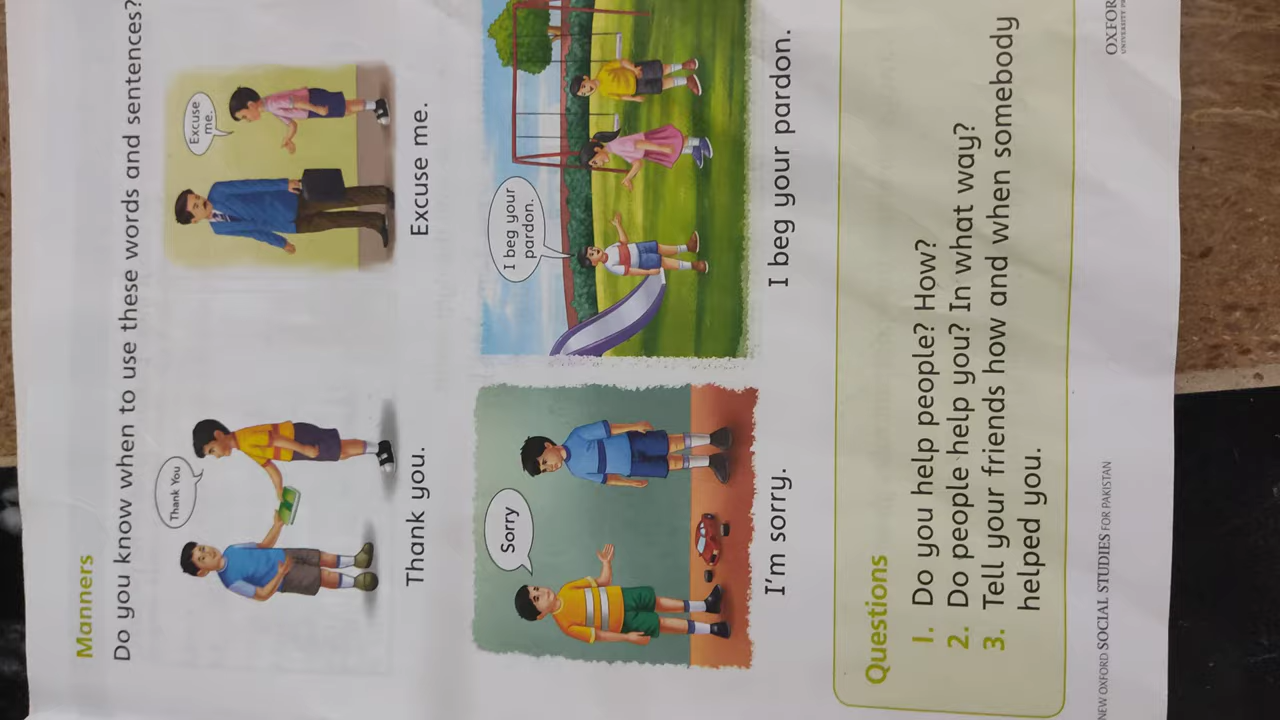 Manners
Do you know when to use these words and sentences?
Thank You
Excuse
me.
Thank you.
Excuse me.
Sorry
I beg your
pardon.
I'm sorry.
I beg your pardon.
Questions
1. Do you help people? How?
2. Do people help you? In what way?
3. Tell your friends how and when somebody
helped you.
NEW OXFORD SOCIAL STUDIES FOR PAKISTAN